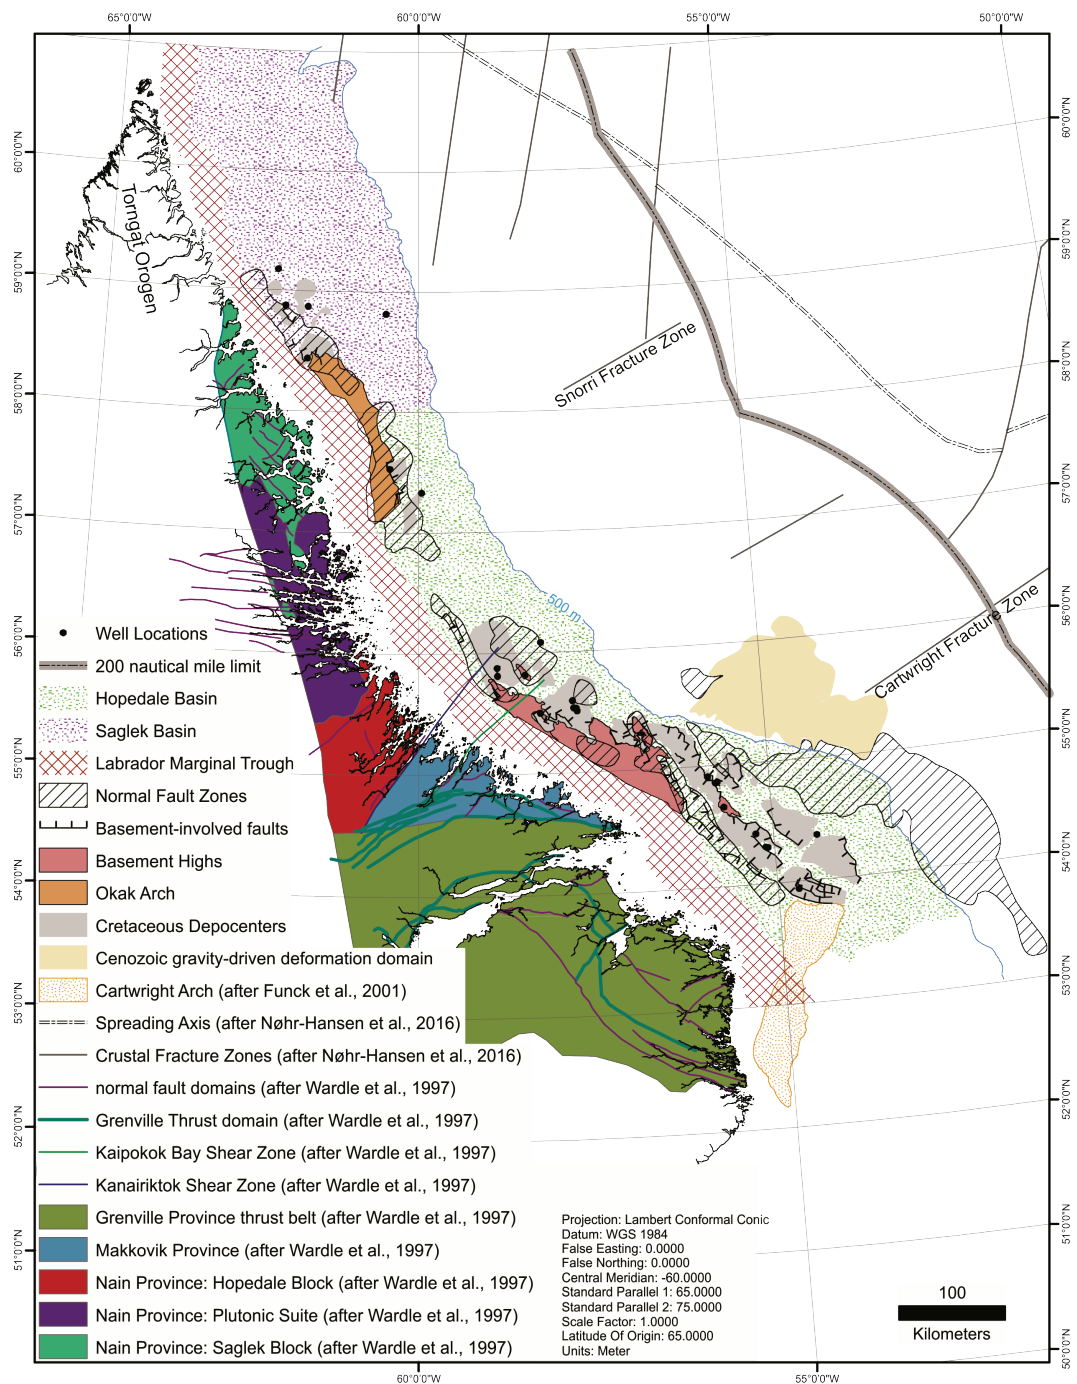 65°0'0"W
60°0'0"W
55°0'0"W
50°0'0"W
60°0'0"N
59°0'0"N
58°0'0"N
57°0'0"N
56°0'0"N
55°0'0"N
54°0'0"N
53°0'0"N
52°0'0"N
51°0'0"N
60°0'0"N
59°0'0"N
58°0'0"N
57°0'0"N
56°0'0"N
55°0'0"N
54°0'0"N
53°0'0"N
52°0'0"N
51°0'0"N
50°0'0"N
Torngat Orogen
Snorri Fracture Zone
Cartwright Fracture Zone
500 m
Well Locations
200 nautical mile limit
Hopedale Basin
Saglek Basin
Labrador Marginal Trough
Normal Fault Zones
Basement-involved faults
Basement Highs
Okak Arch
Cretaceous Depocenters
Cenozoic gravity-driven deformation domain
Cartwright Arch (after Funck et al., 2001)
Spreading Axis (after Nøhr-Hansen et al., 2016)
Crustal Fracture Zones (after Nøhr-Hansen et al., 2016)
normal fault domains (after Wardle et al., 1997)
Grenville Thrust domain (after Wardle et al., 1997)
Kaipokok Bay Shear Zone (after Wardle et al., 1997)
Kanairiktok Shear Zone (after Wardle et al., 1997)
Grenville Province thrust belt (after Wardle et al., 1997)
Makkovik Province (after Wardle et al., 1997)
Nain Province: Hopedale Block (after Wardle et al., 1997)
Nain Province: Plutonic Suite (after Wardle et al., 1997)
Nain Province: Saglek Block (after Wardle et al., 1997)
Projection: Lambert Conformal Conic
Datum: WGS 1984
False Easting: 0.0000
False Northing: 0.0000
Central Meridian: -60.0000
Standard Parallel 1: 65.0000
Standard Parallel 2: 75.0000
Scale Factor: 1.0000
Latitude Of Origin: 65.0000
Units: Meter
100
Kilometers
60°0'0"W
55°0'0"W